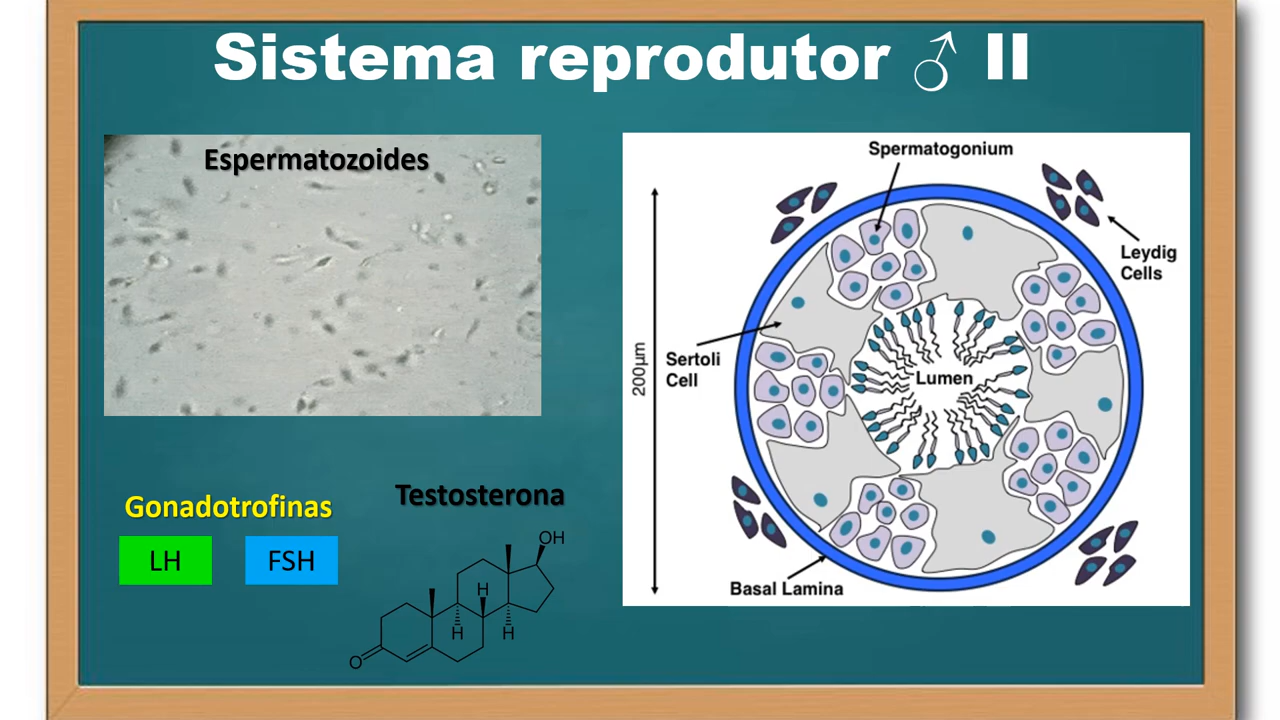 Sistema reprodutor ♂ II
Espermatozoides
Gonadotrofinas
LH
FSH
Testosterona
OH
H
H
H
O
Spermatogonium
Leydig
Cells
Sertoli
Cell
200µm
Lumen
Basal Lamina